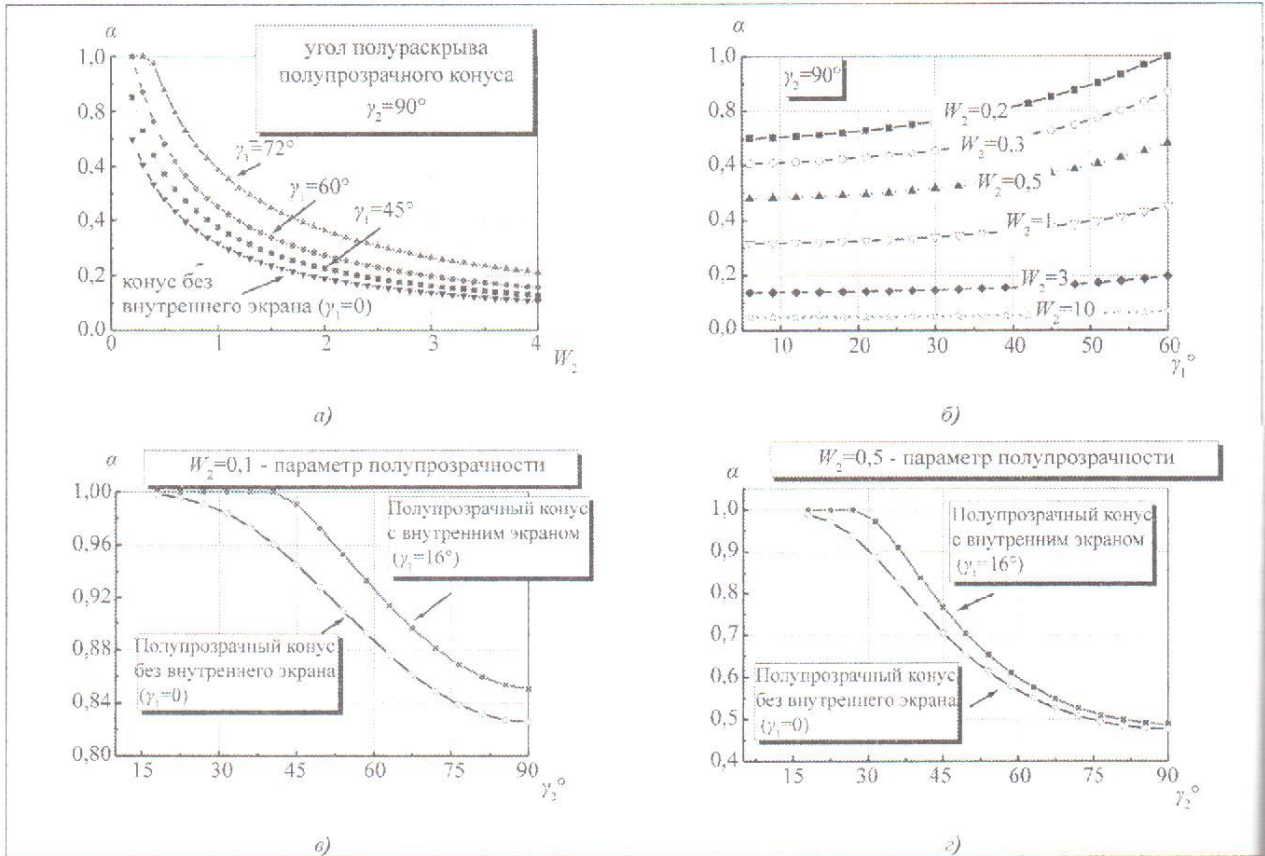 α
1,0
0,8
0,6
0,4
0,2
0,0
0
1
2
3
4
W2
угол полураскрыва
полупрозрачного конуса
γ2=90°
γ1=72°
γ1=60°
γ1=45°
конус без
внутреннего экрана (γ1=0)
а)
α
1,0
0,8
0,4
0,4
0,2
0,0
10
20
30
40
50
60
γ1°
γ2=90°
W2=0,2
W2=0,3
W2=0,5
W2=1
W2=3
W2=10
б)
α
W2=0,1 - параметр полупрозрачности
1,00
0,96
0,92
0,88
0,84
0,80
15
30
45
60
75
90
γ2°
Полупрозрачный конус
с внутренним экраном
(γ1=16°)
Полупрозрачный конус
без внутреннего экрана
(γ1=0)
в)
α
W2=0,5 - параметр полупрозрачности
1,0
0,9
0,8
0,7
0,6
0,5
0,4
15
30
45
60
75
90
γ2°
Полупрозрачный конус
с внутренним экраном
(γ1=16°)
Полупрозрачный конус
без внутреннего экрана
(γ1=0)
г)